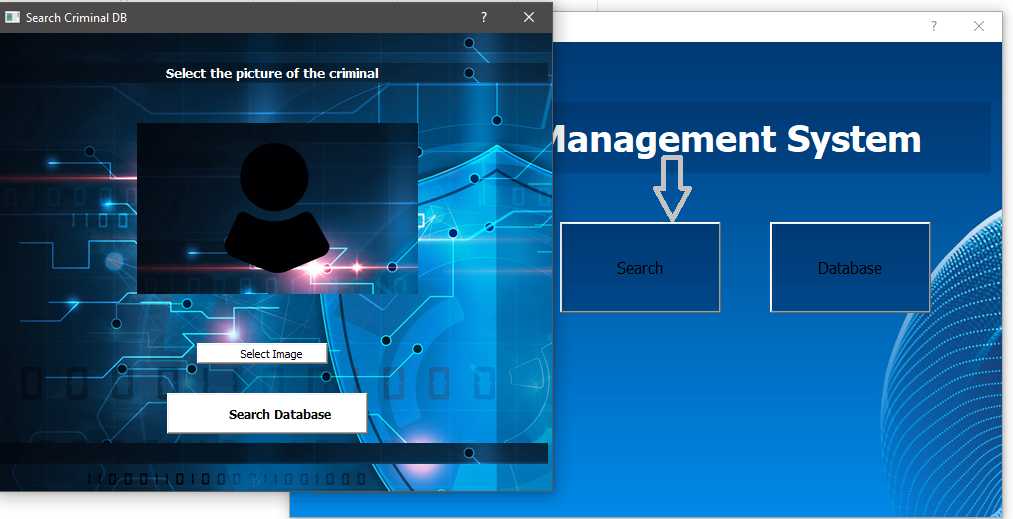 Search Criminal DB
Select the picture of the criminal
Management System
Search
Database
Select Image
Search Database